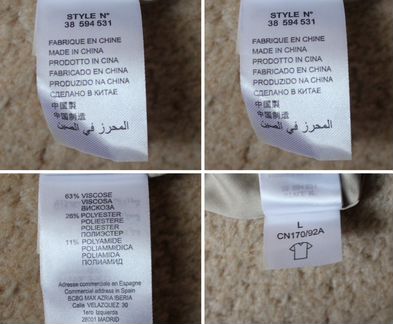 STYLE N°
38 594 531
FABRIQUE EN CHINE
MADE IN CHINA
PRODOTTO IN CINA
FABRICADO EN CHINA
PRODUZIDO NA CHINA
СДЕЛАНО В КИТАЕ
中国製
中国制造
المحرز في الصين
STYLE N°
38 594 531
FABRIQUE EN CHINE
MADE IN CHINA
PRODOTTO IN CINA
FABRICADO EN CHINA
PRODUZIDO NA CHINA
СДЕЛАНО В КИТАЕ
中国製
中国制造
المحرز في الصين
63% VISCOSE
VISCOSA
ВИСКОЗА
26% POLYESTER
POLIESTERE
POLIESTER
ПОЛИЭСТЕР
11% POLYAMIDE
POLIAMMIDICA
POLIAMIDA
ПОЛИАМИД
Adresse commerciale en Espagne
Commercial address in Spain
BCBG MAX AZRIA IBERIA
Calle VELAZQUEZ 30
1ero Izquierda
28001 MADRID
L
CN170/92A